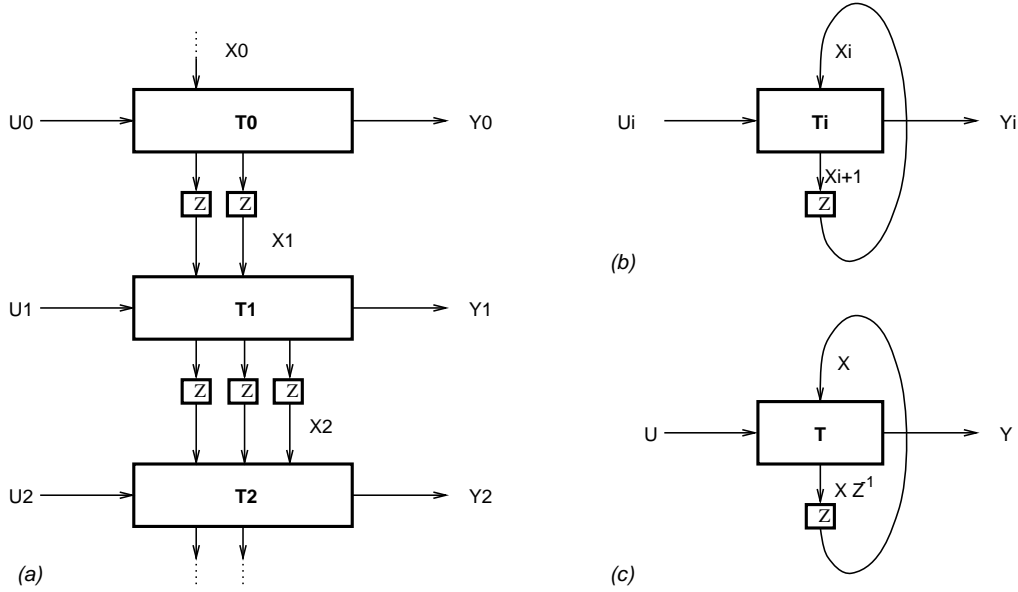 X0
U0 T0 Y0
Z Z
X1
U1 T1 Y1
Z Z Z
X2
U2 T2 Y2
(a)
Xi
Ui Ti Yi
Xi+1
Z
(b)
X
U T Y
X Z-1
Z
(c)